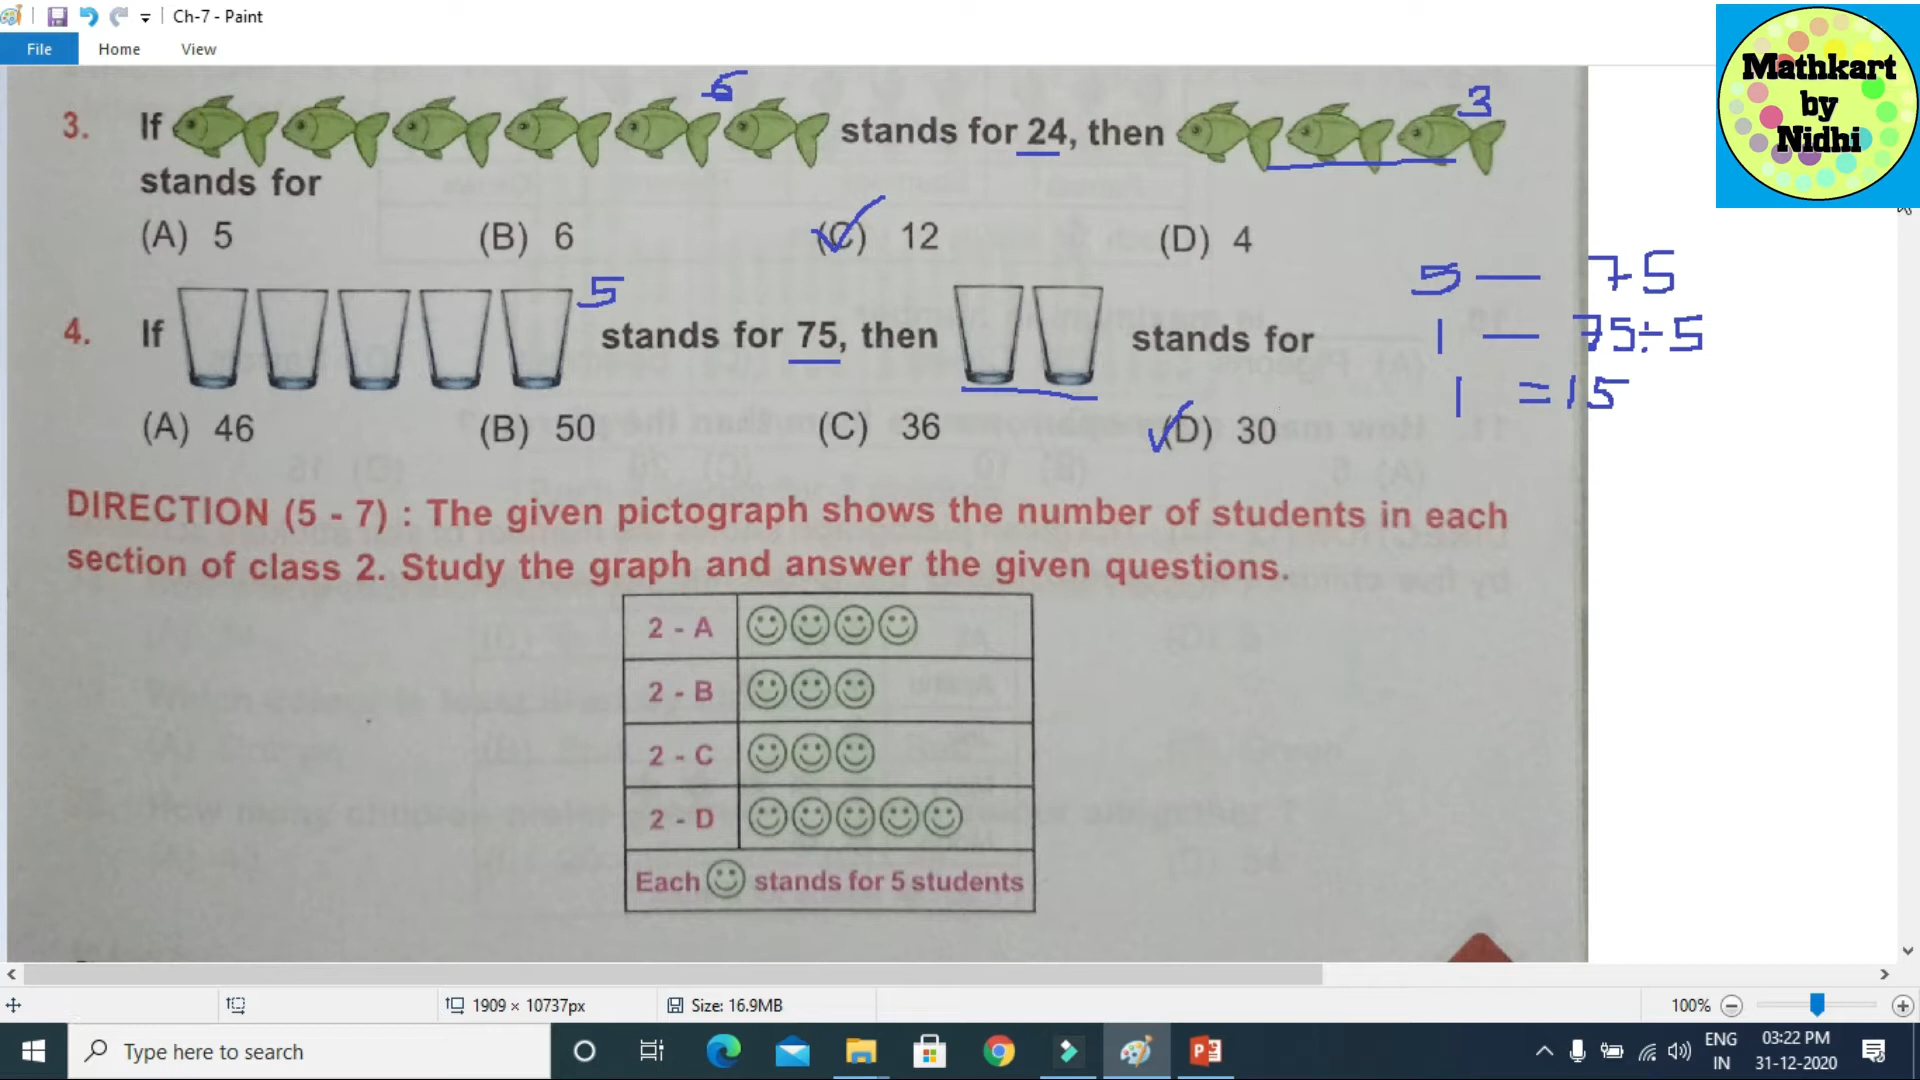 Ch-7 - Paint
File Home View
Mathkart
by
Nidhi
3. If stands for 24, then
6
3
stands for
(A) 5 (B) 6 (C) 12 (D) 4
5
4. If stands for 75, then stands for
5 — 75
1 — 75÷5
1 = 15
(A) 46 (B) 50 (C) 36 (D) 30
DIRECTION (5 - 7) : The given pictograph shows the number of students in each
section of class 2. Study the graph and answer the given questions.
2 - A
2 - B
2 - C
2 - D
Each stands for 5 students
1909 × 10737px Size: 16.9MB 100%
Type here to search
ENG 03:22 PM
IN 31-12-2020